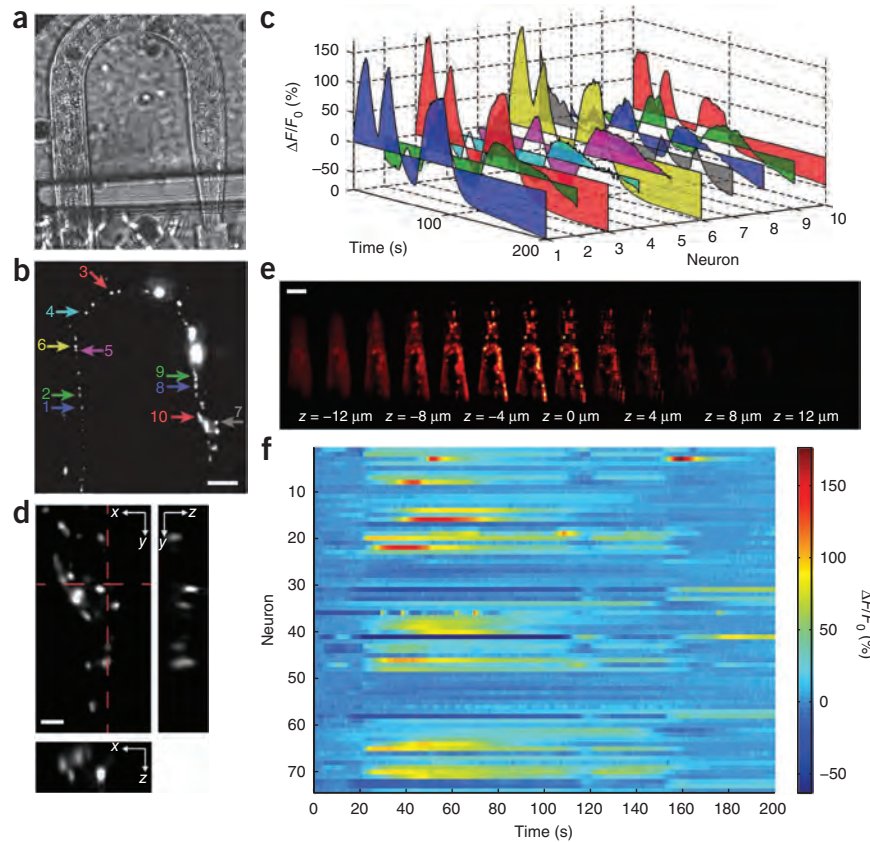 a
c
150
100
50
0
−50
0
ΔF/F0 (%)
Time (s)
100
200
1 2 3 4 5 6 7 8 9 10
Neuron
b
3
4
6
5
2
1
9
8
10
7
e
z = −12 μm z = −8 μm z = −4 μm z = 0 μm z = 4 μm z = 8 μm z = 12 μm
d
x
y
z
y
x
z
f
10
20
30
40
50
60
70
Neuron
0 20 40 60 80 100 120 140 160 180 200
Time (s)
150
100
50
0
−50
ΔF/F0 (%)